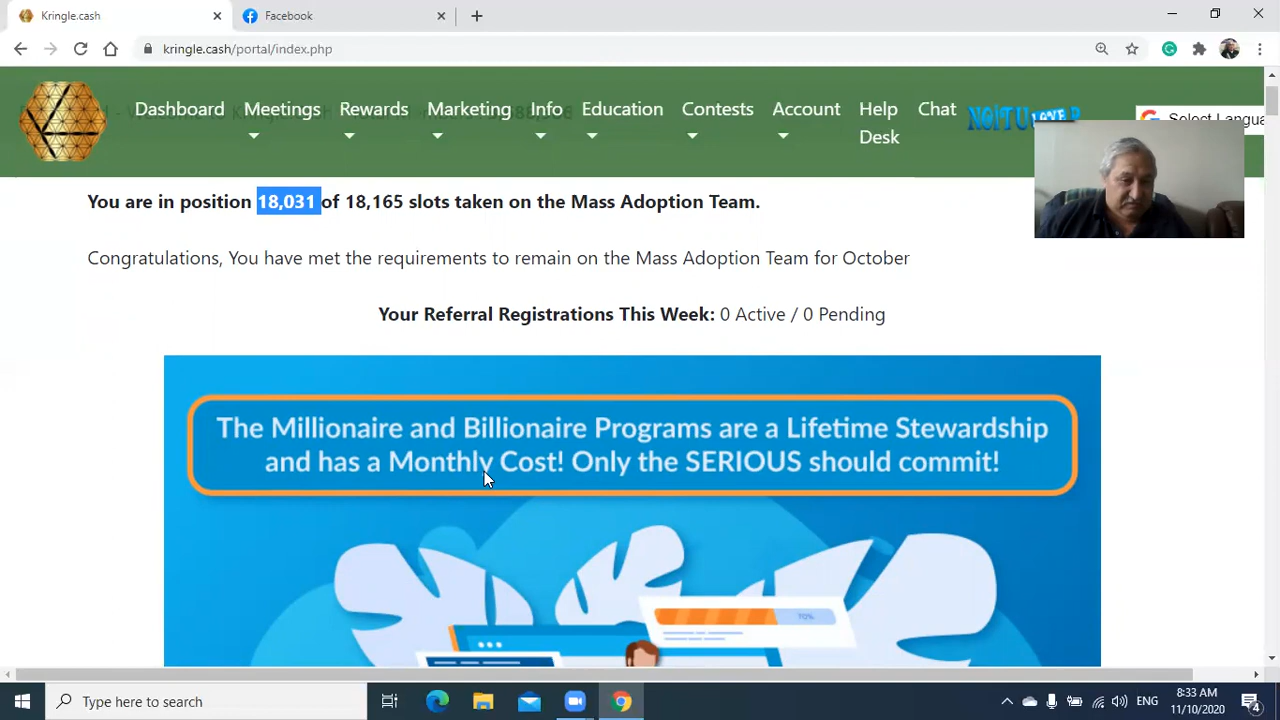 Kringle.cash
Facebook
kringle.cash/portal/index.php
Dashboard Meetings Rewards Marketing Info Education Contests Account Help Desk Chat
Select Langua
You are in position 18,031 of 18,165 slots taken on the Mass Adoption Team.
Congratulations, You have met the requirements to remain on the Mass Adoption Team for October
Your Referral Registrations This Week: 0 Active / 0 Pending
The Millionaire and Billionaire Programs are a Lifetime Stewardship
and has a Monthly Cost! Only the SERIOUS should commit!
70%
Type here to search
ENG
8:33 AM
11/10/2020
4